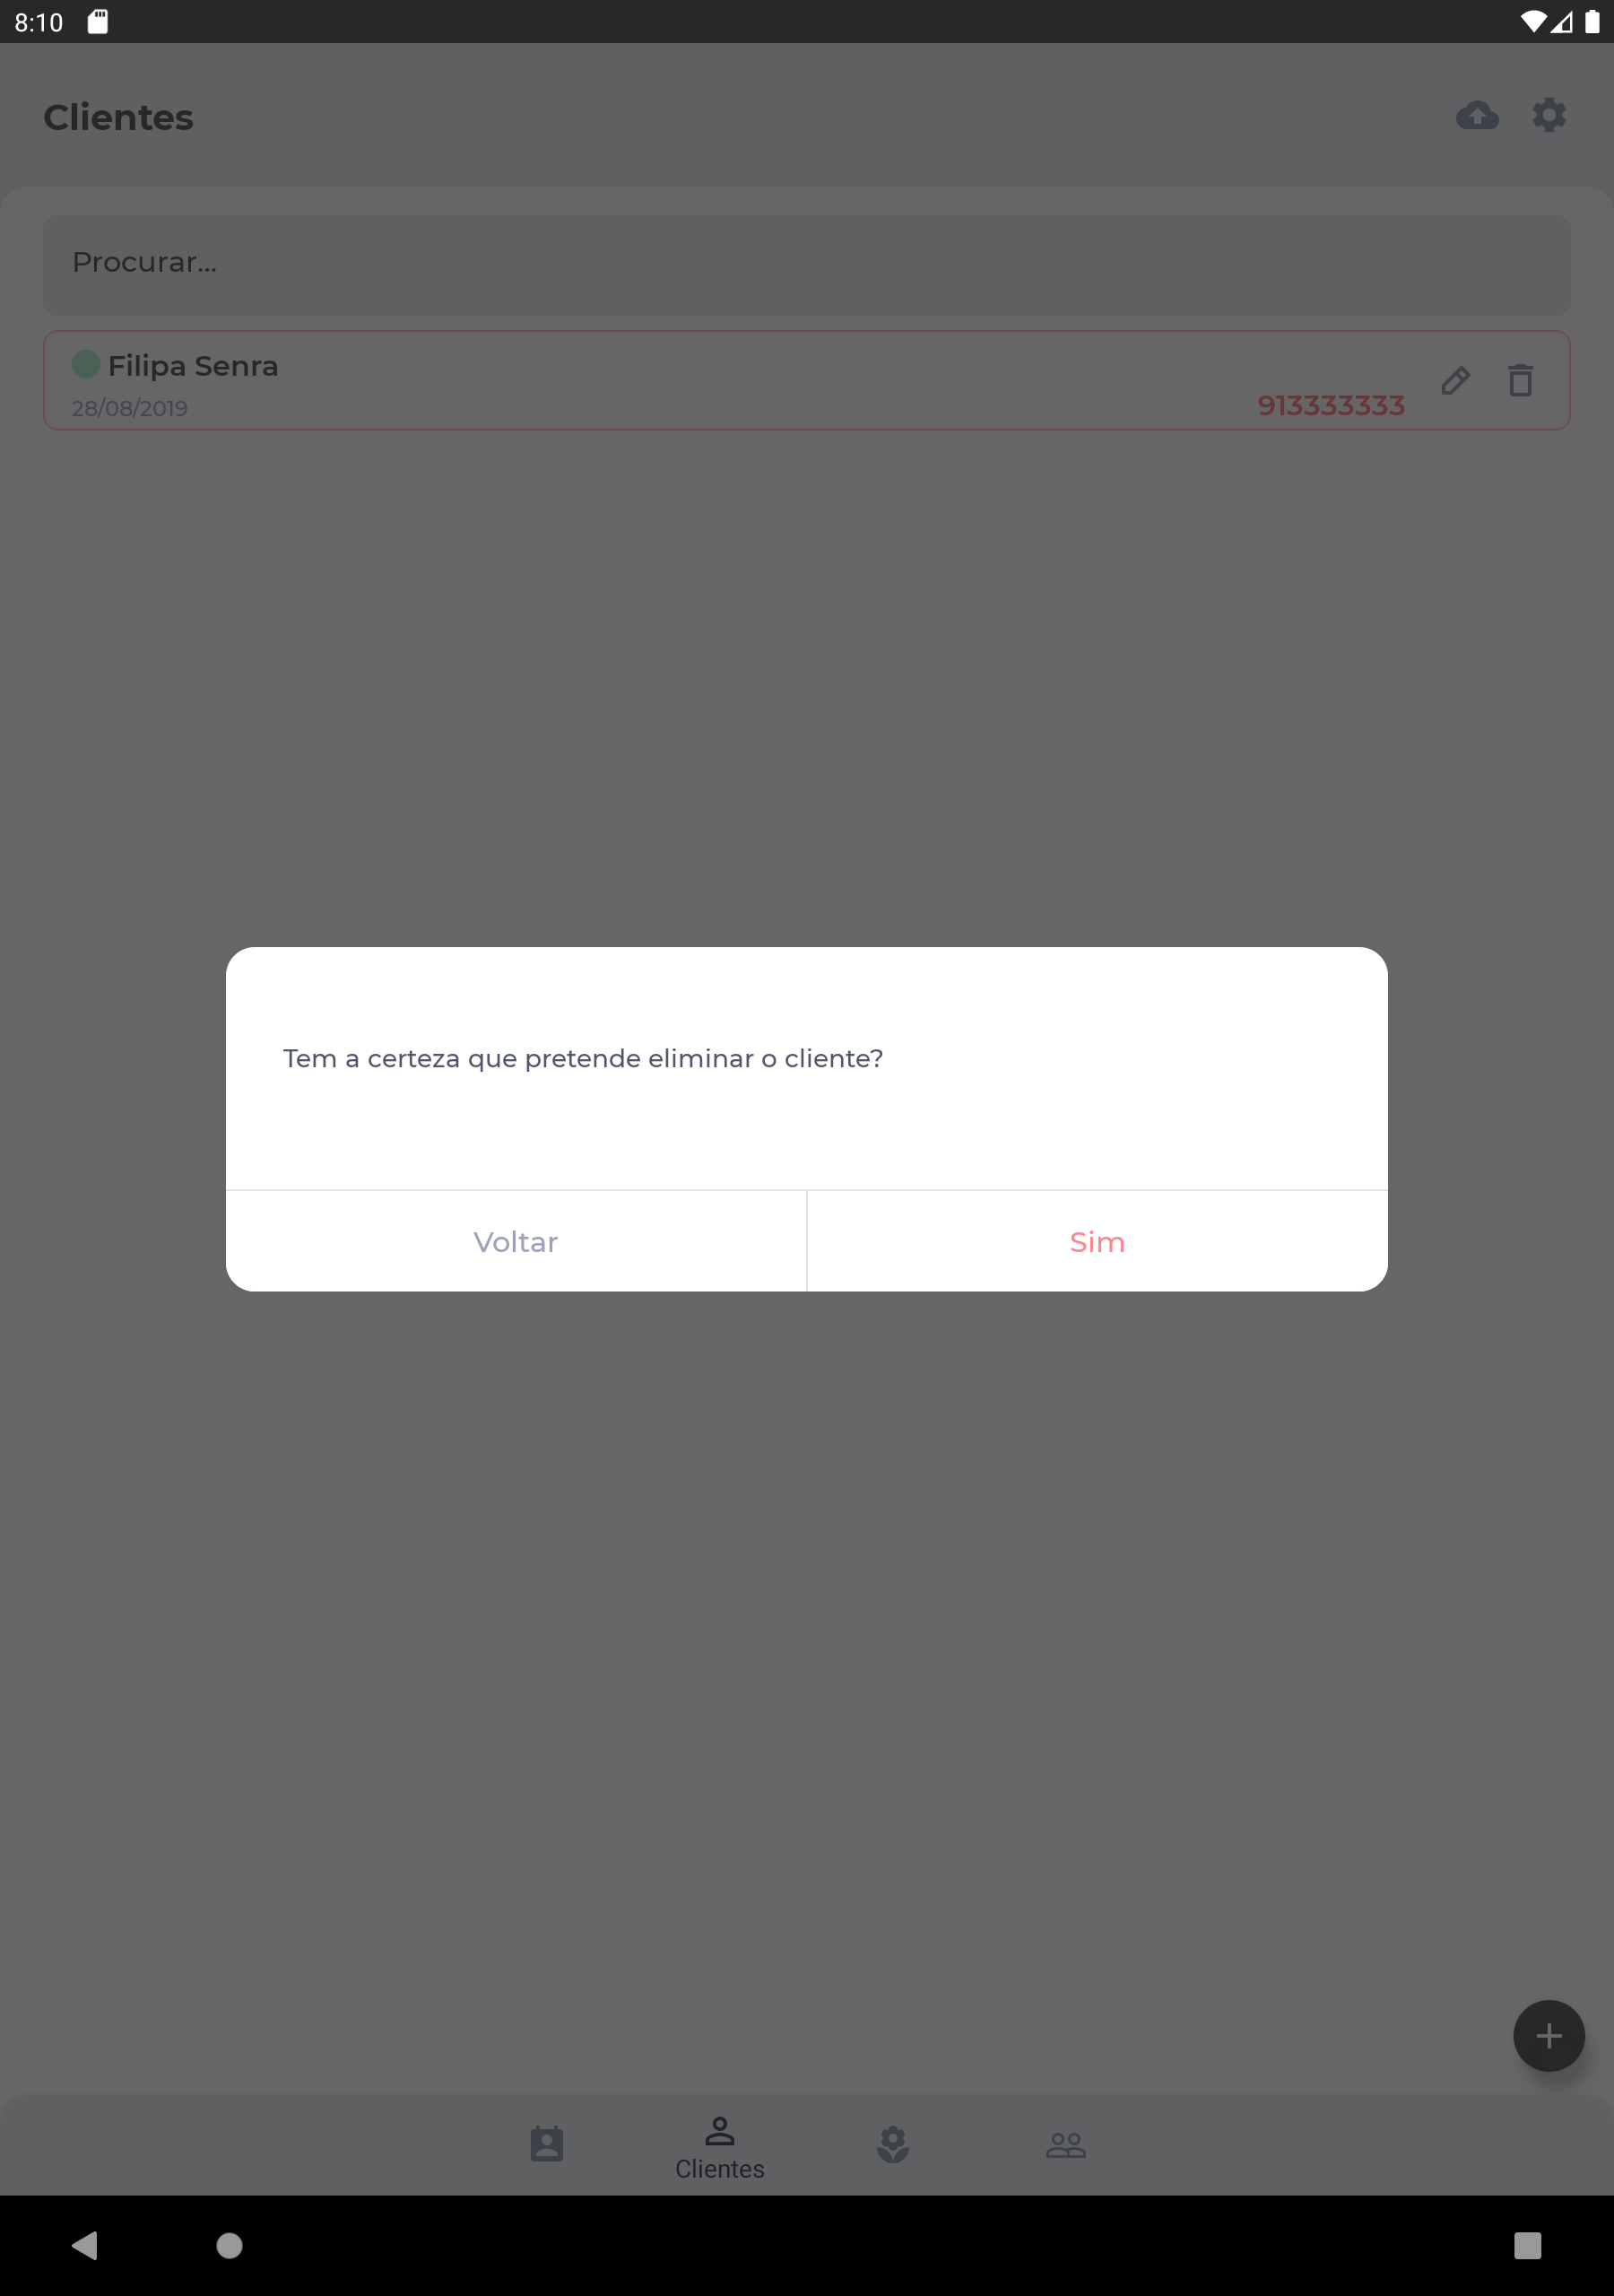 8:10
Clientes
Procurar...
Filipa Senra
28/08/2019
913333333
Tem a certeza que pretende eliminar o cliente?
Voltar
Sim
Clientes